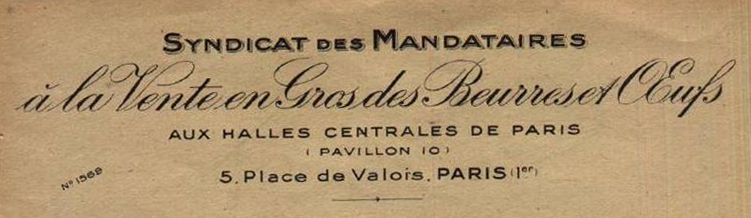 SYNDICAT DES MANDATAIRES
à la Vente en Gros des Beurres et Œufs
AUX HALLES CENTRALES DE PARIS
( PAVILLON 10 )
5, Place de Valois, PARIS (1er)
N° 1569